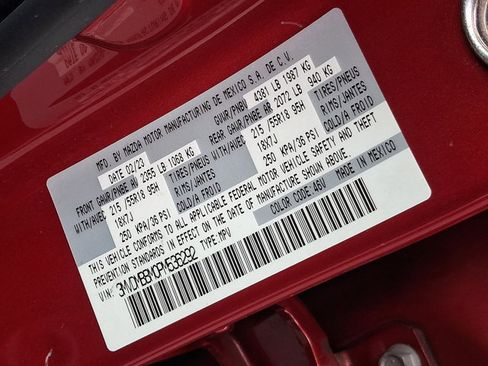 MFD. BY MAZDA MOTOR MANUFACTURING DE MEXICO S.A. DE C.V.
DATE 02/23 GVWR/PNBV 4381 LB 1987 KG
FRONT GAWR/PNBE AV 2355 LB 1068 KG REAR GAWR/PNBE AR 2072 LB 940 KG
WITH/AVEC 215 /55R18 95H TIRES/PNEUS WITH/AVEC 215 /55R18 95H TIRES/PNEUS
18X7J RIMS/JANTES 18X7J RIMS/JANTES
250 KPA/36 PSI COLD/A FROID 250 KPA/36 PSI COLD/A FROID
THIS VEHICLE CONFORMS TO ALL APPLICABLE FEDERAL MOTOR VEHICLE SAFETY AND THEFT
PREVENTION STANDARDS IN EFFECT ON THE DATE OF MANUFACTURE SHOWN ABOVE.
VIN: TYPE: MPV COLOR CODE: 46V MADE IN MEXICO